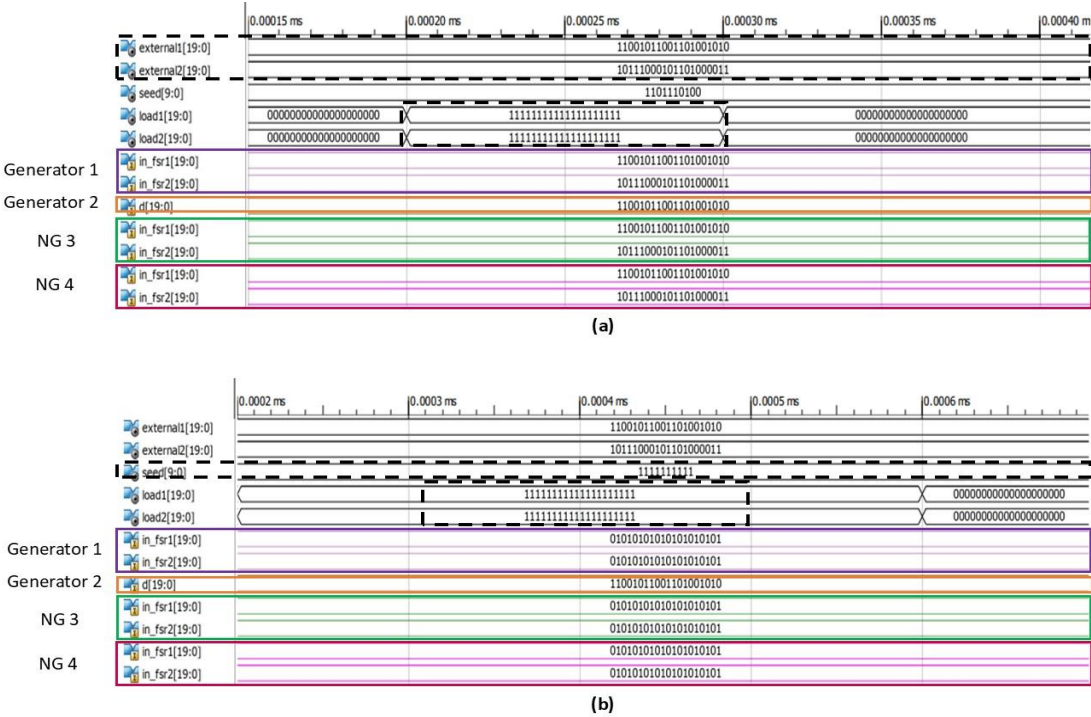 0.00015 ms 0.00020 ms 0.00025 ms 0.00030 ms 0.00035 ms 0.00040 m
external1[19:0] 11001011001101001010
external2[19:0] 10111000101101000011
seed[9:0] 1101110100
load1[19:0] 00000000000000000000 11111111111111111111 00000000000000000000
load2[19:0] 00000000000000000000 11111111111111111111 00000000000000000000
Generator 1
in_fsr1[19:0] 11001011001101001010
in_fsr2[19:0] 10111000101101000011
Generator 2
d[19:0] 11001011001101001010
NG 3
in_fsr1[19:0] 11001011001101001010
in_fsr2[19:0] 10111000101101000011
NG 4
in_fsr1[19:0] 11001011001101001010
in_fsr2[19:0] 10111000101101000011
(a)
0.0002 ms 0.0003 ms 0.0004 ms 0.0005 ms 0.0006 ms
external1[19:0] 11001011001101001010
external2[19:0] 10111000101101000011
seed[9:0] 1111111111
load1[19:0] 11111111111111111111 00000000000000000000
load2[19:0] 11111111111111111111 00000000000000000000
Generator 1
in_fsr1[19:0] 01010101010101010101
in_fsr2[19:0] 01010101010101010101
Generator 2
d[19:0] 11001011001101001010
NG 3
in_fsr1[19:0] 01010101010101010101
in_fsr2[19:0] 01010101010101010101
NG 4
in_fsr1[19:0] 01010101010101010101
in_fsr2[19:0] 01010101010101010101
(b)